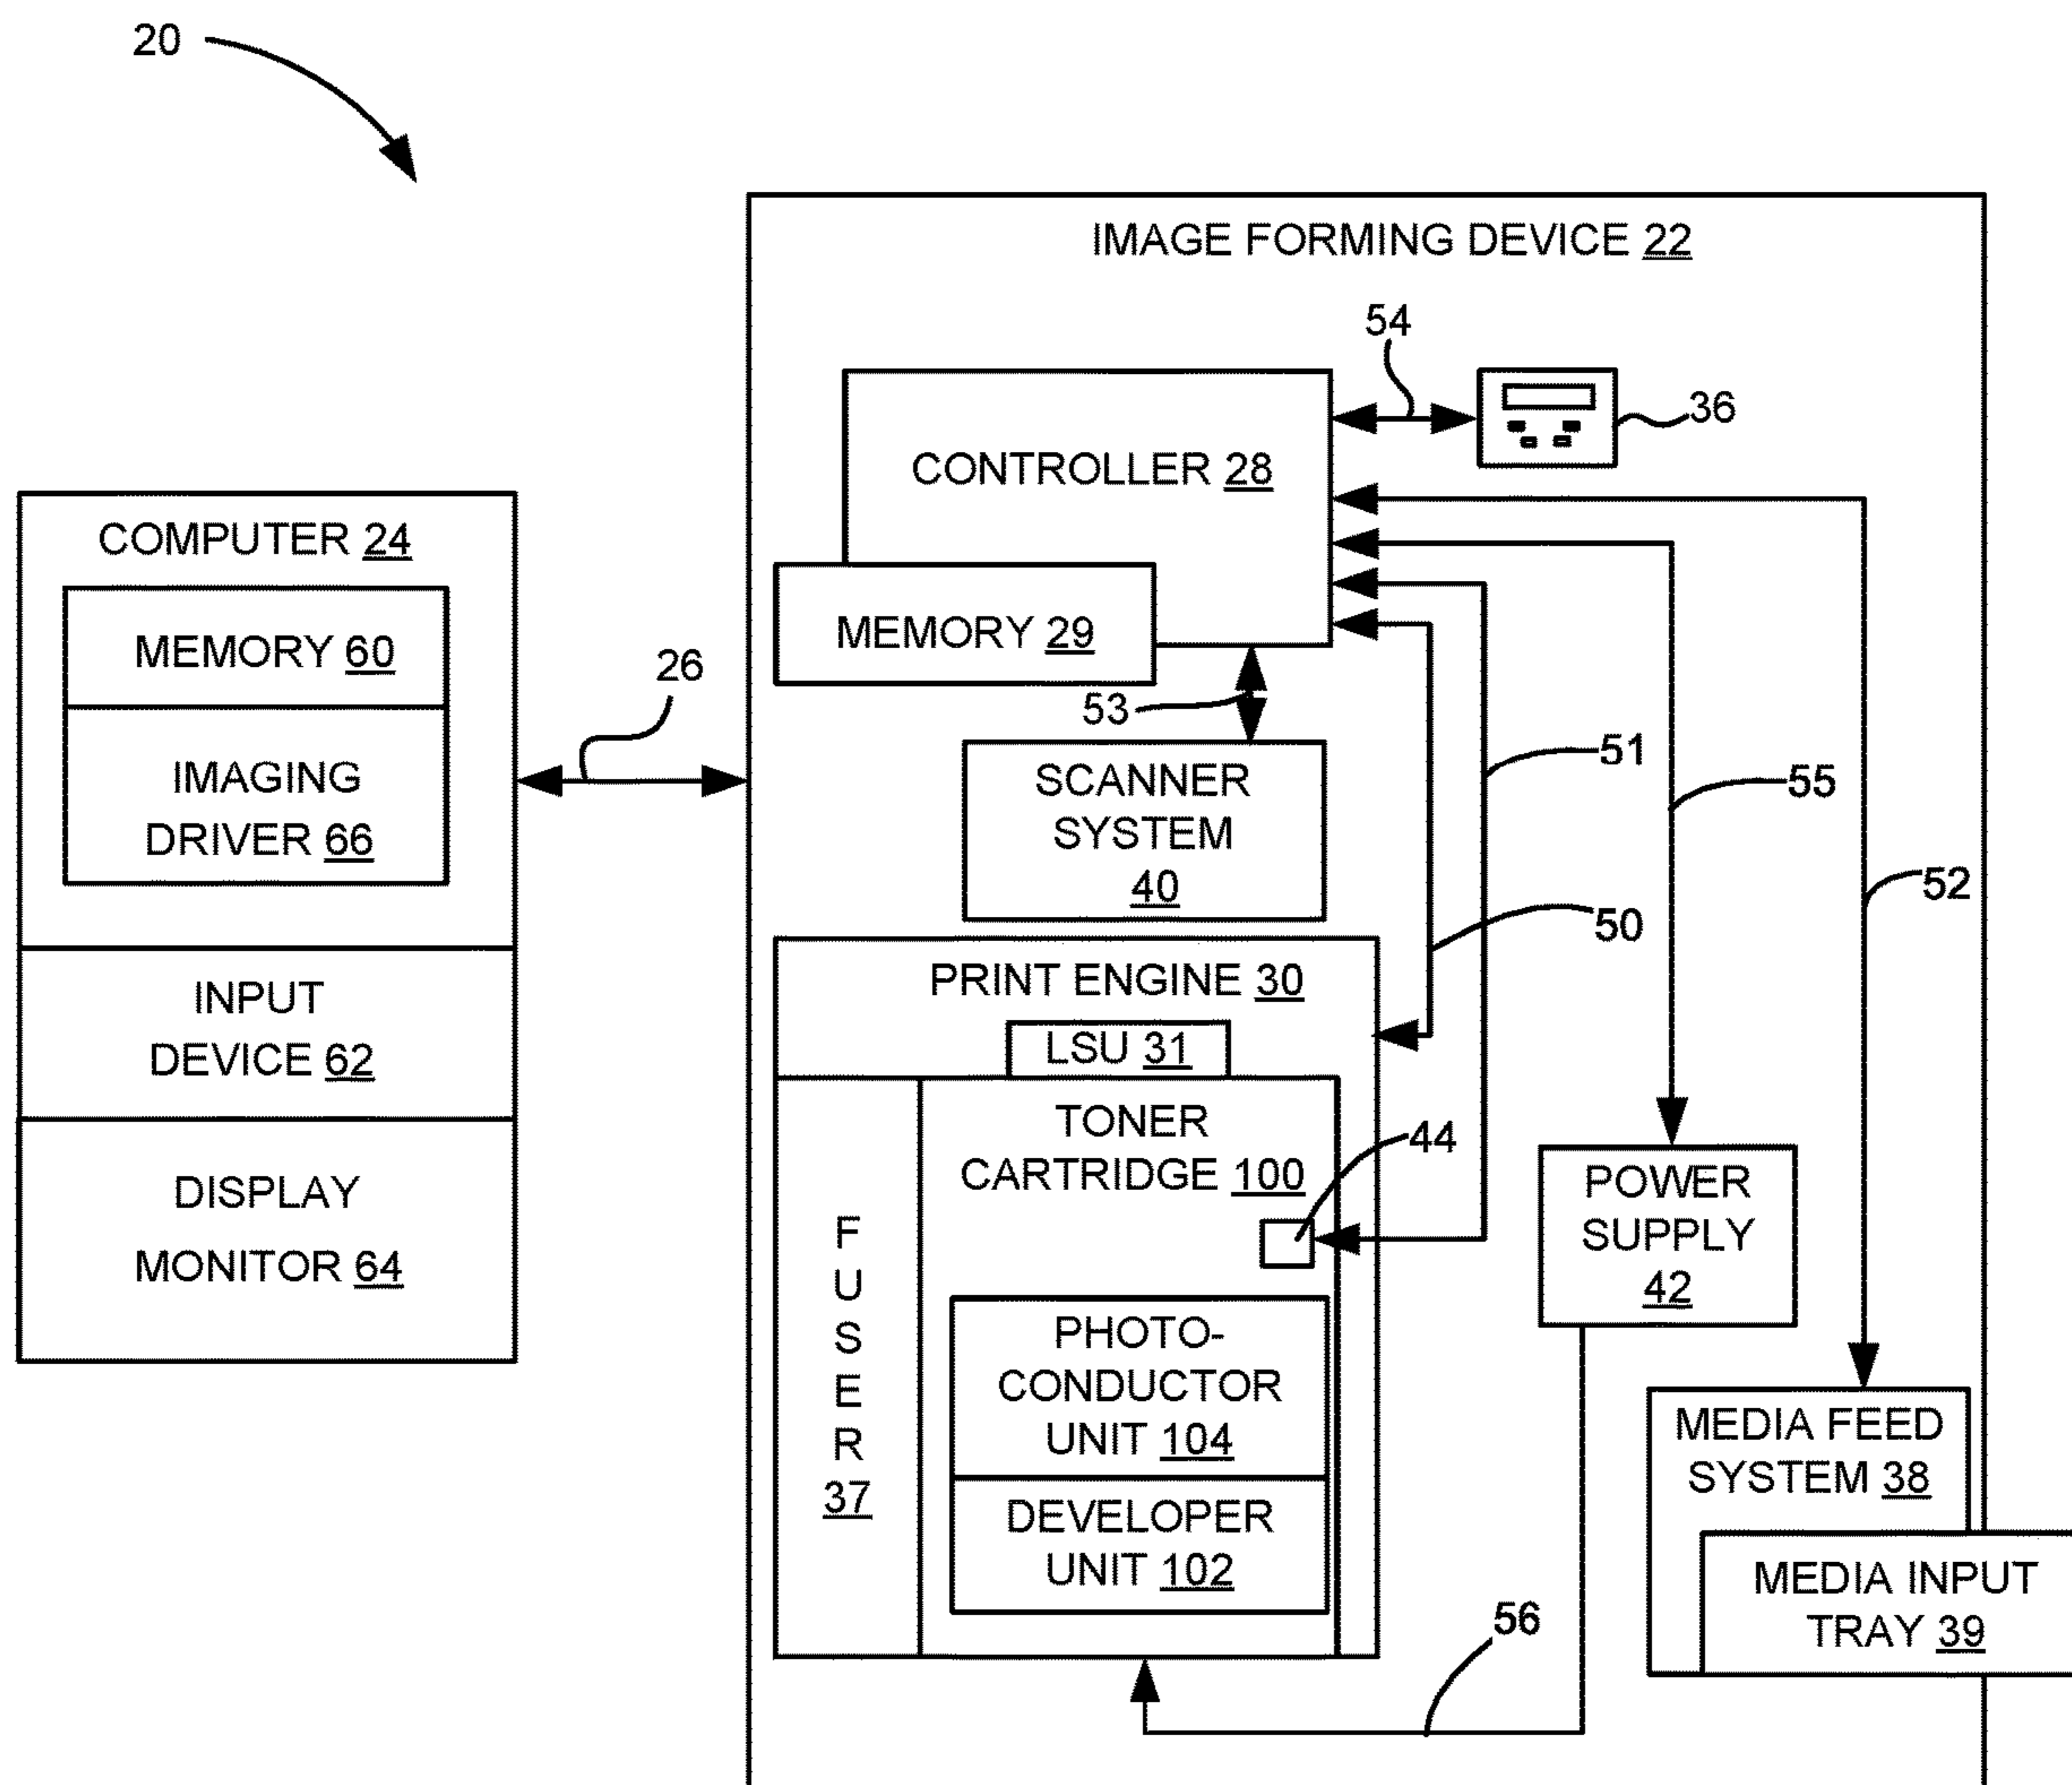 20
IMAGE FORMING DEVICE 22
54
36
CONTROLLER 28
MEMORY 29
53
COMPUTER 24
MEMORY 60
IMAGING
DRIVER 66
INPUT
DEVICE 62
DISPLAY
MONITOR 64
26
SCANNER
SYSTEM
40
51
55
52
50
PRINT ENGINE 30
LSU 31
TONER
CARTRIDGE 100
44
F
U
S
E
R
37
PHOTO-
CONDUCTOR
UNIT 104
DEVELOPER
UNIT 102
POWER
SUPPLY
42
MEDIA FEED
SYSTEM 38
MEDIA INPUT
TRAY 39
56